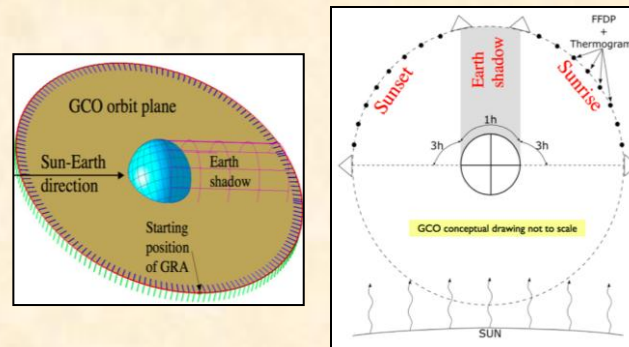 GCO orbit plane
Sun-Earth
direction
Earth
shadow
Starting
position
of GRA
FFDP
+
Thermogram
Sunset
Earth
shadow
Sunrise
1h
3h
3h
GCO conceptual drawing not to scale
SUN